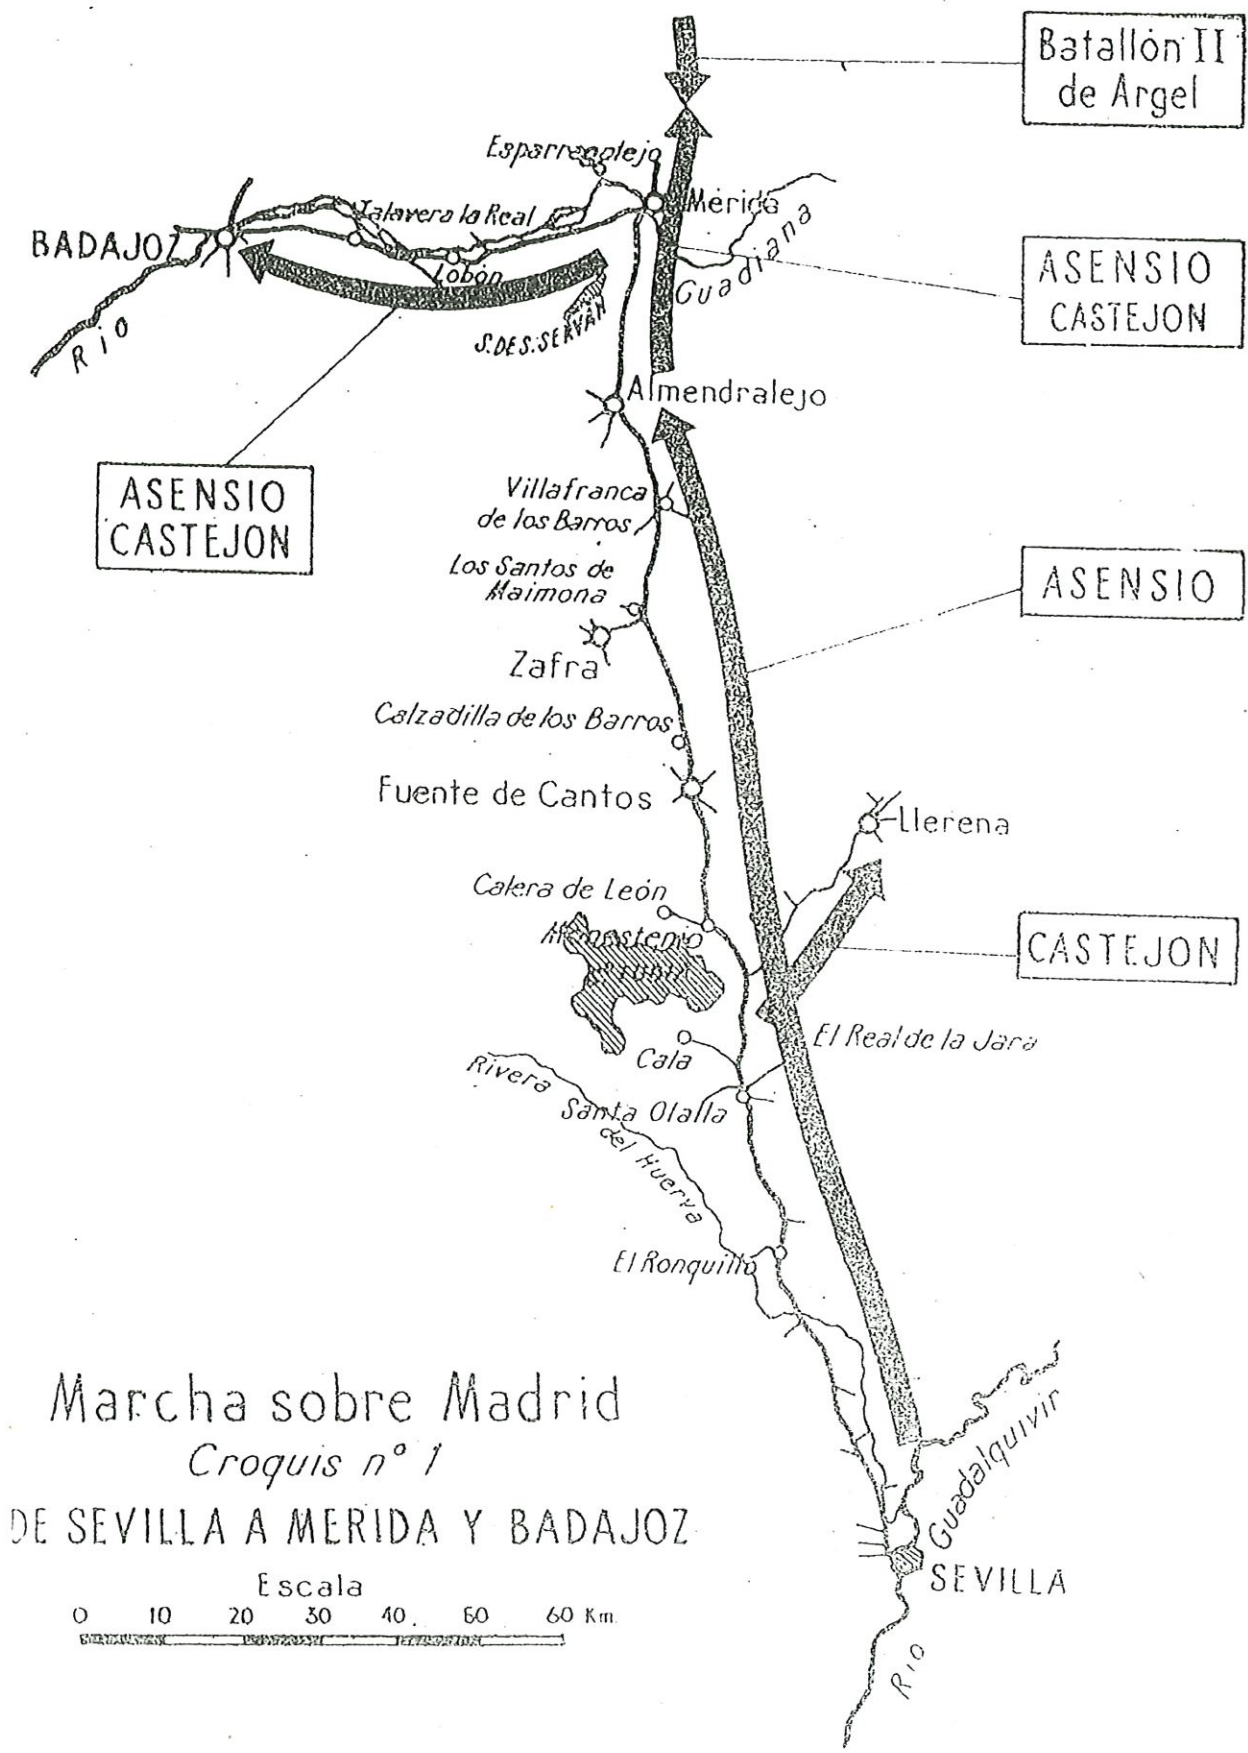 Batallón II
de Argel
Esparragalejo
Mérida
Talavera la Real
BADAJOZ
Lobón
Guadiana
ASENSIO
CASTEJON
RIO
S.DE S.SERVAN
Almendralejo
ASENSIO
CASTEJON
Villafranca
de los Barros
Los Santos de
Maimona
ASENSIO
Zafra
Calzadilla de los Barros
Fuente de Cantos
Llerena
Calera de León
Monasterio
CASTEJON
El Real de la Jara
Cala
Rivera
Santa Olalla
del Huerva
El Ronquillo
Marcha sobre Madrid
Croquis nº 1
DE SEVILLA A MERIDA Y BADAJOZ
Guadalquivir
SEVILLA
Escala
0 10 20 30 40 50 60 Km.
RIO